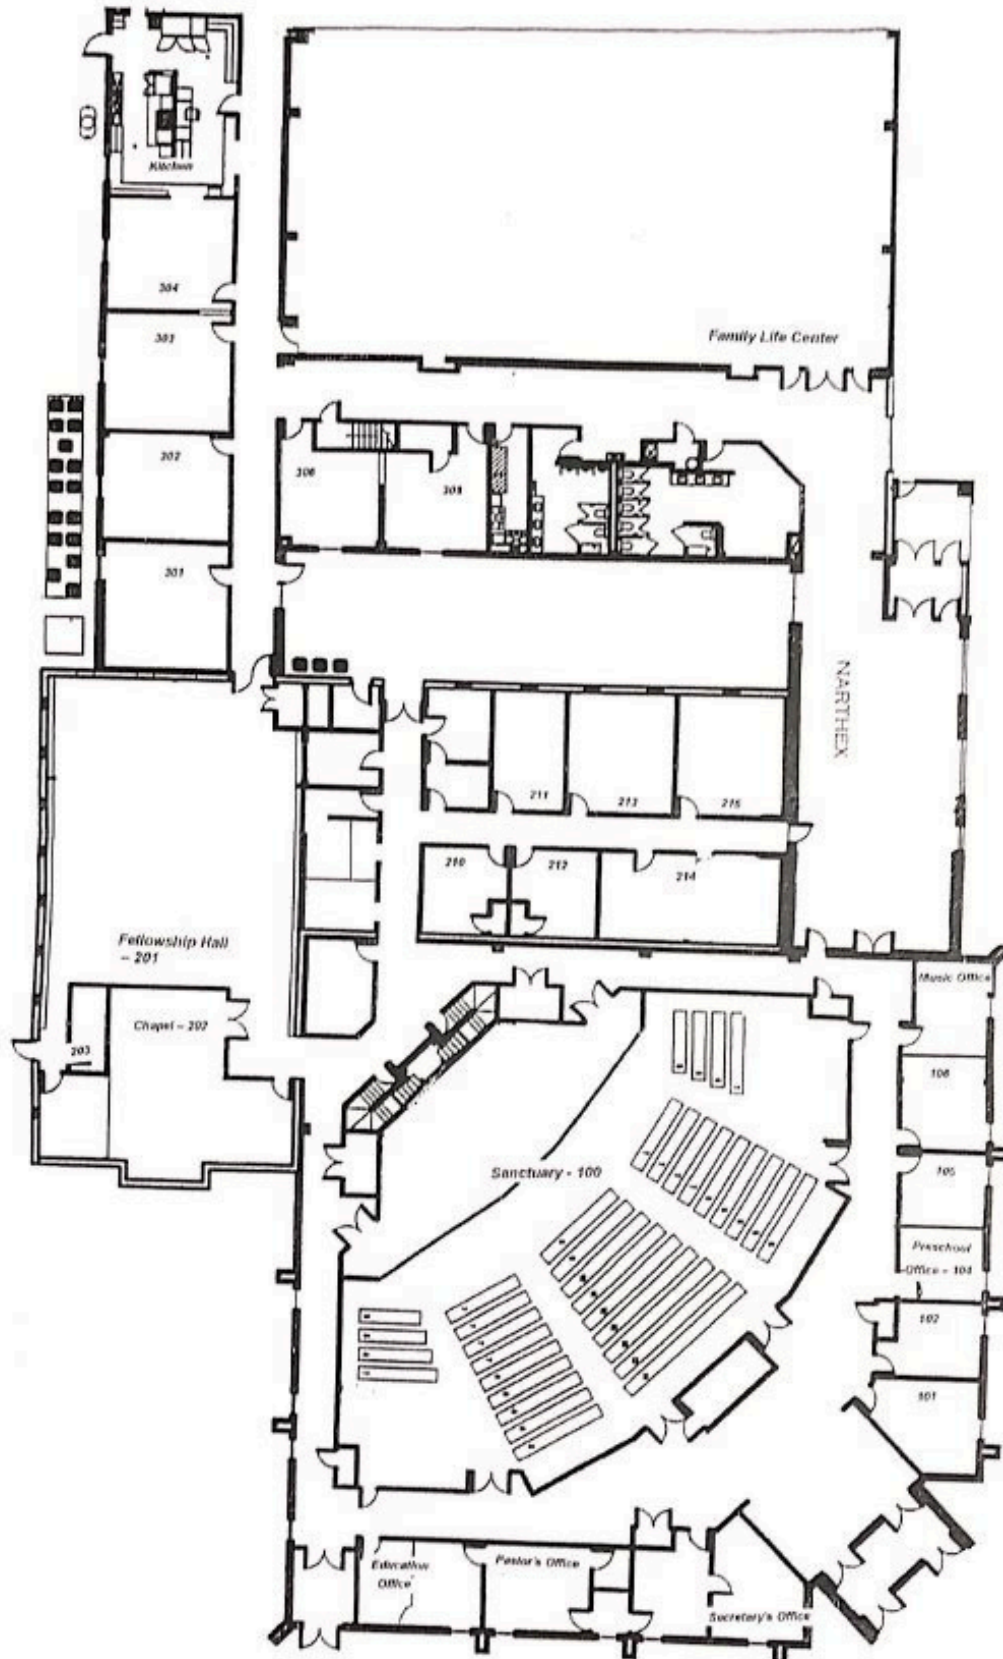 Kitchen
304
Family Life Center
303
302
306
305
301
NARTHEX
211
213
215
210
212
214
Fellowship Hall
– 201
Music Office
Chapel – 202
203
106
105
Sanctuary - 100
Preschool
Office – 104
102
101
Education
Office
Pastor's Office
Secretary's Office